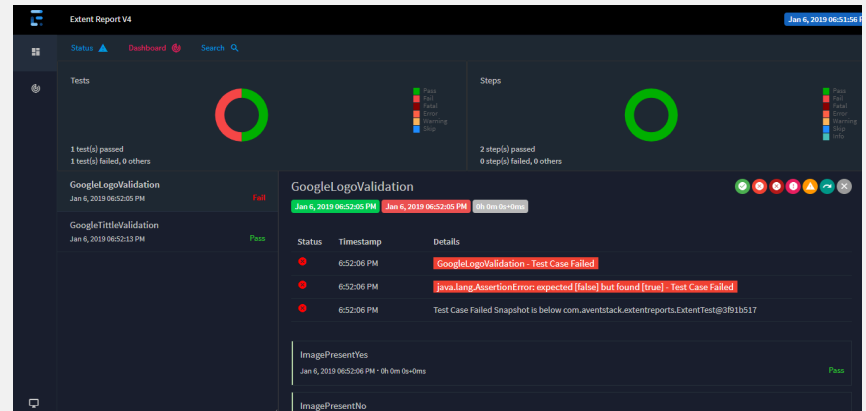 Extent Report V4
Jan 6, 2019 06:51:56 P
Status
Dashboard
Search
Tests
Pass
Fail
Fatal
Error
Warning
Skip
1 test(s) passed
1 test(s) failed, 0 others
Steps
Pass
Fail
Fatal
Error
Warning
Skip
Info
2 step(s) passed
0 step(s) failed, 0 others
GoogleLogoValidation
Jan 6, 2019 06:52:05 PM
Fail
GoogleTittleValidation
Jan 6, 2019 06:52:13 PM
Pass
GoogleLogoValidation
Jan 6, 2019 06:52:05 PM Jan 6, 2019 06:52:05 PM 0h 0m 0s+0ms
Status Timestamp Details
6:52:06 PM GoogleLogoValidation - Test Case Failed
6:52:06 PM java.lang.AssertionError: expected [false] but found [true] - Test Case Failed
6:52:06 PM Test Case Failed Snapshot is below com.aventstack.extentreports.ExtentTest@3f91b517
ImagePresentYes
Jan 6, 2019 06:52:06 PM - 0h 0m 0s+0ms
Pass
ImagePresentNo